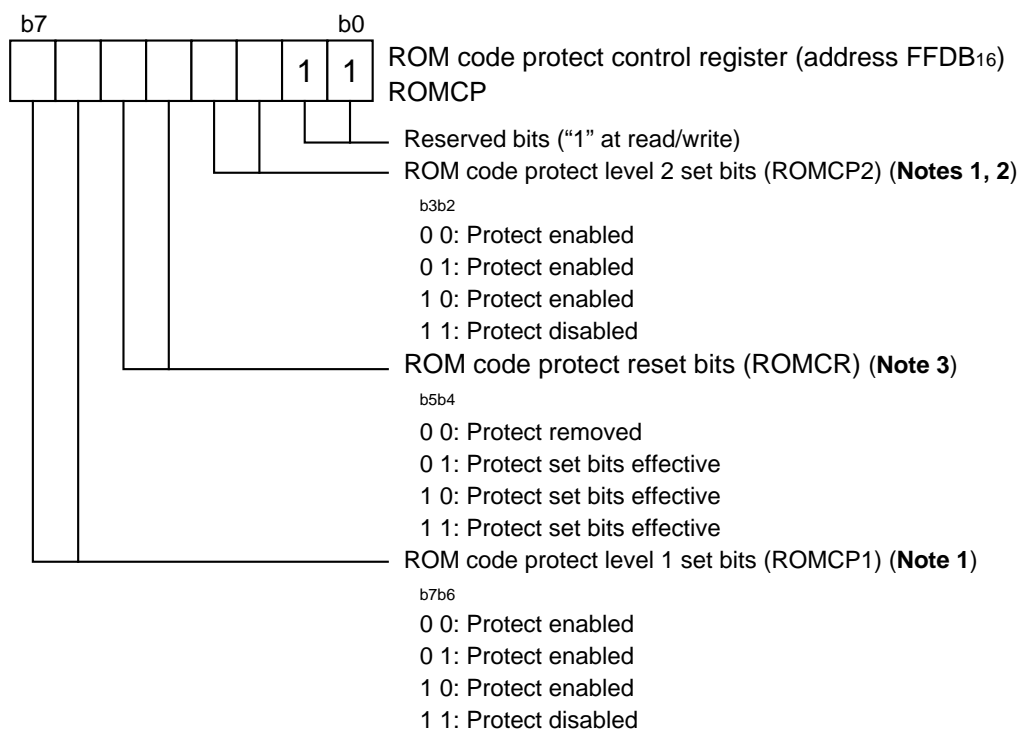 b7 b0
1 1 ROM code protect control register (address FFDB16)
ROMCP
Reserved bits (“1” at read/write)
ROM code protect level 2 set bits (ROMCP2) (Notes 1, 2)
b3b2
0 0: Protect enabled
0 1: Protect enabled
1 0: Protect enabled
1 1: Protect disabled
ROM code protect reset bits (ROMCR) (Note 3)
b5b4
0 0: Protect removed
0 1: Protect set bits effective
1 0: Protect set bits effective
1 1: Protect set bits effective
ROM code protect level 1 set bits (ROMCP1) (Note 1)
b7b6
0 0: Protect enabled
0 1: Protect enabled
1 0: Protect enabled
1 1: Protect disabled